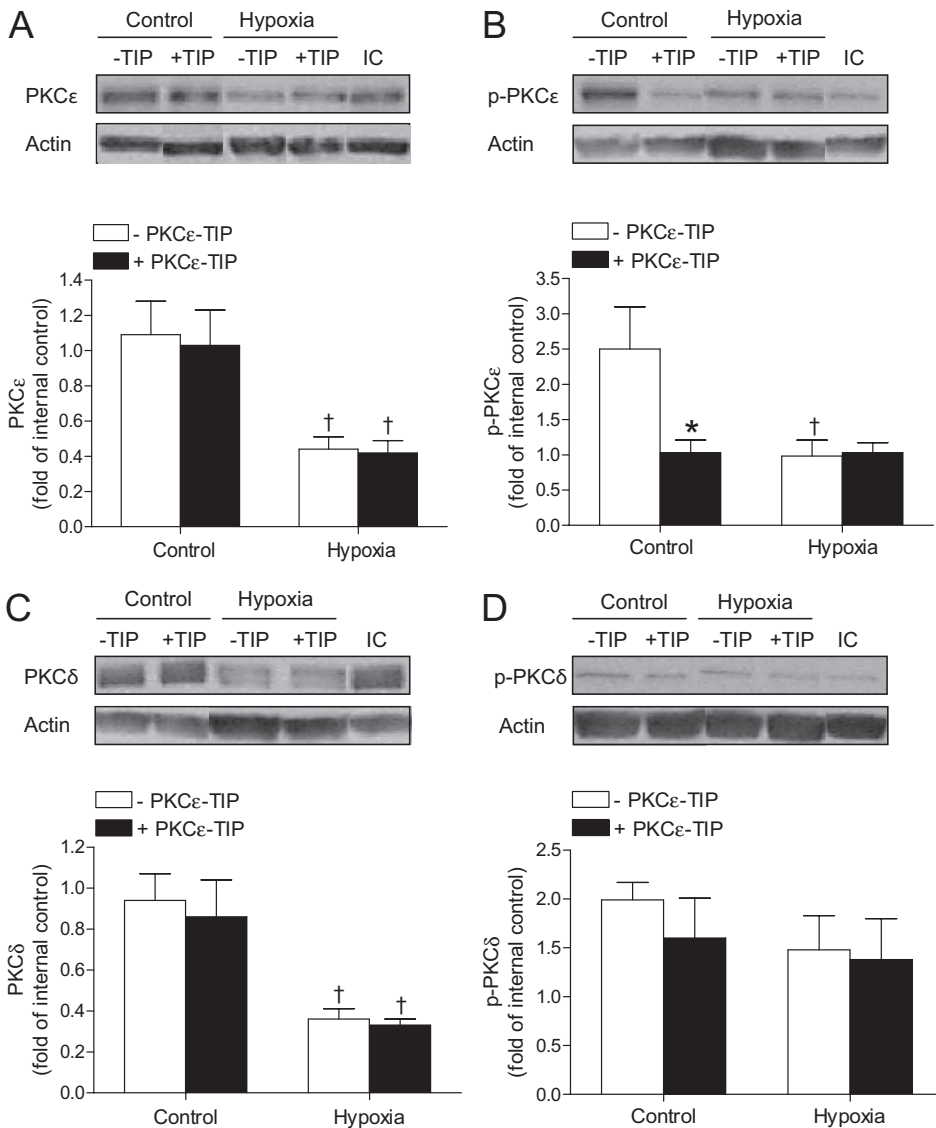 A
Control Hypoxia
-TIP +TIP -TIP +TIP IC
PKCε
Actin
- PKCε-TIP
+ PKCε-TIP
PKCε
(fold of internal control)
1.4
1.2
1.0
0.8
0.6
0.4
0.2
0.0
† †
Control Hypoxia
B
Control Hypoxia
-TIP +TIP -TIP +TIP IC
p-PKCε
Actin
- PKCε-TIP
+ PKCε-TIP
p-PKCε
(fold of internal control)
3.5
3.0
2.5
2.0
1.5
1.0
0.5
0.0
* †
Control Hypoxia
C
Control Hypoxia
-TIP +TIP -TIP +TIP IC
PKCδ
Actin
- PKCε-TIP
+ PKCε-TIP
PKCδ
(fold of internal control)
1.2
1.0
0.8
0.6
0.4
0.2
0.0
† †
Control Hypoxia
D
Control Hypoxia
-TIP +TIP -TIP +TIP IC
p-PKCδ
Actin
- PKCε-TIP
+ PKCε-TIP
p-PKCδ
(fold of internal control)
2.5
2.0
1.5
1.0
0.5
0.0
Control Hypoxia